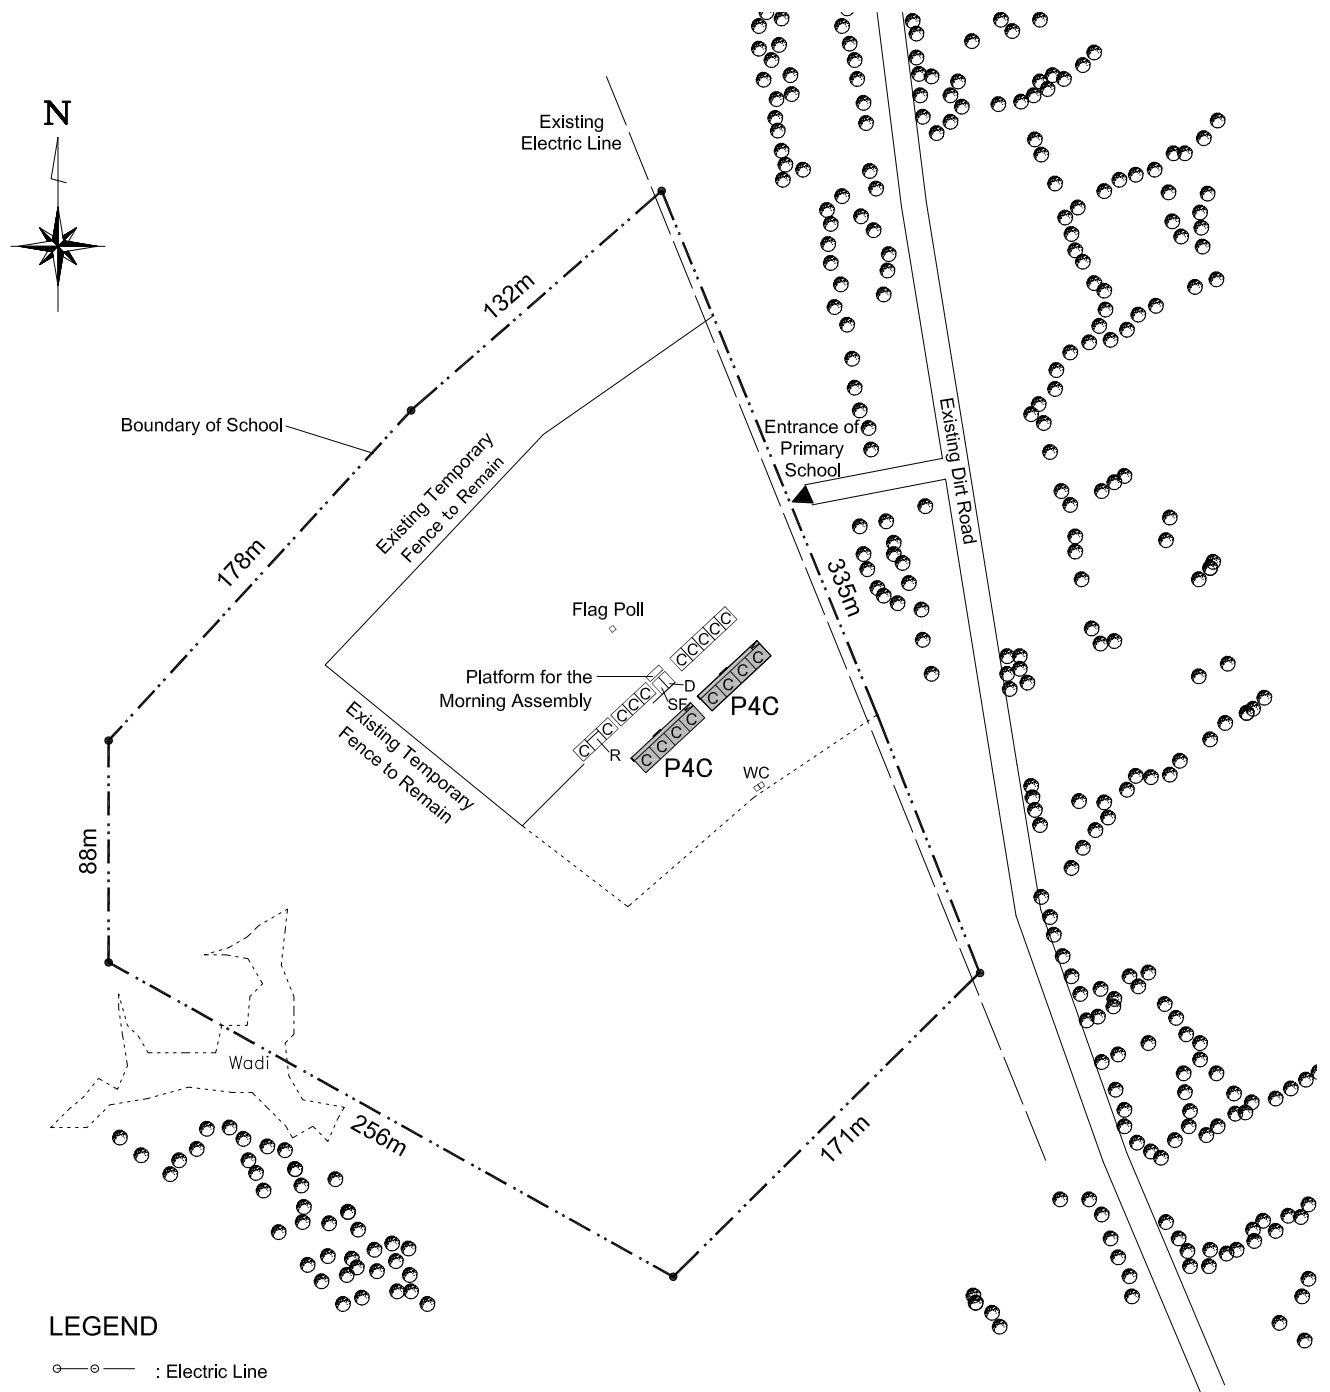 N
Existing
Electric Line
132m
Boundary of School
Existing Temporary
Fence to Remain
178m
Entrance of
Primary
School
Existing Dirt Road
335m
Flag Poll
Platform for the
Morning Assembly
C C C C C
D
SF
C C C C
P4C
C C C C C C
R
C C C C
P4C
WC
Existing Temporary
Fence to Remain
88m
Wadi
256m
171m
LEGEND
: Electric Line